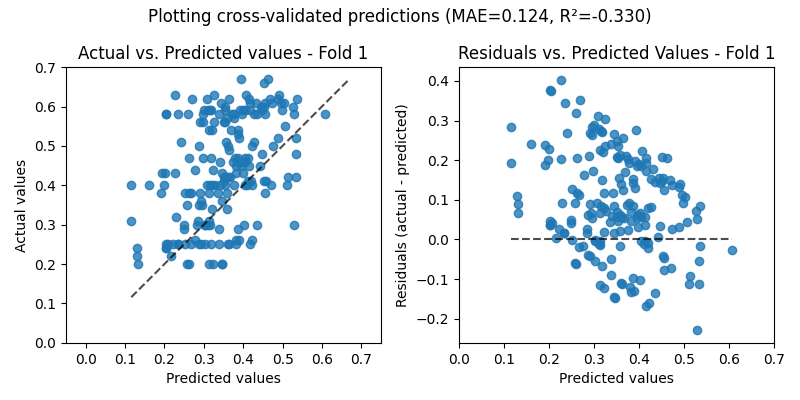 Plotting cross-validated predictions (MAE=0.124, R²=-0.330)
Actual vs. Predicted values - Fold 1
Residuals vs. Predicted Values - Fold 1
Actual values
0.7
0.6
0.5
0.4
0.3
0.2
0.1
0.0
0.0 0.1 0.2 0.3 0.4 0.5 0.6 0.7
Predicted values
Residuals (actual - predicted)
0.4
0.3
0.2
0.1
0.0
−0.1
−0.2
0.0 0.1 0.2 0.3 0.4 0.5 0.6 0.7
Predicted values